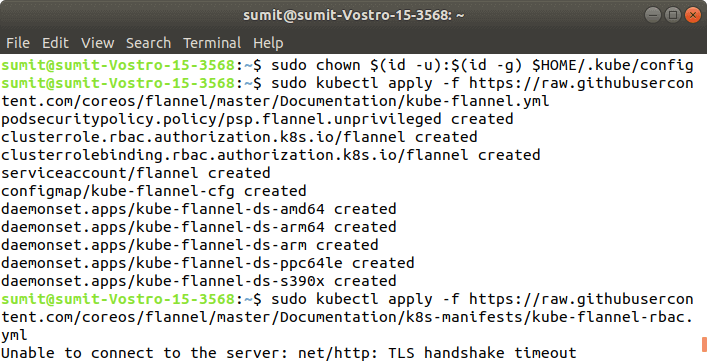 sumit@sumit-Vostro-15-3568: ~
File Edit View Search Terminal Help
sumit@sumit-Vostro-15-3568:~$ sudo chown $(id -u):$(id -g) $HOME/.kube/config
sumit@sumit-Vostro-15-3568:~$ sudo kubectl apply -f https://raw.githubusercon
tent.com/coreos/flannel/master/Documentation/kube-flannel.yml
podsecuritypolicy.policy/psp.flannel.unprivileged created
clusterrole.rbac.authorization.k8s.io/flannel created
clusterrolebinding.rbac.authorization.k8s.io/flannel created
serviceaccount/flannel created
configmap/kube-flannel-cfg created
daemonset.apps/kube-flannel-ds-amd64 created
daemonset.apps/kube-flannel-ds-arm64 created
daemonset.apps/kube-flannel-ds-arm created
daemonset.apps/kube-flannel-ds-ppc64le created
daemonset.apps/kube-flannel-ds-s390x created
sumit@sumit-Vostro-15-3568:~$ sudo kubectl apply -f https://raw.githubusercon
tent.com/coreos/flannel/master/Documentation/k8s-manifests/kube-flannel-rbac.
yml
Unable to connect to the server: net/http: TLS handshake timeout